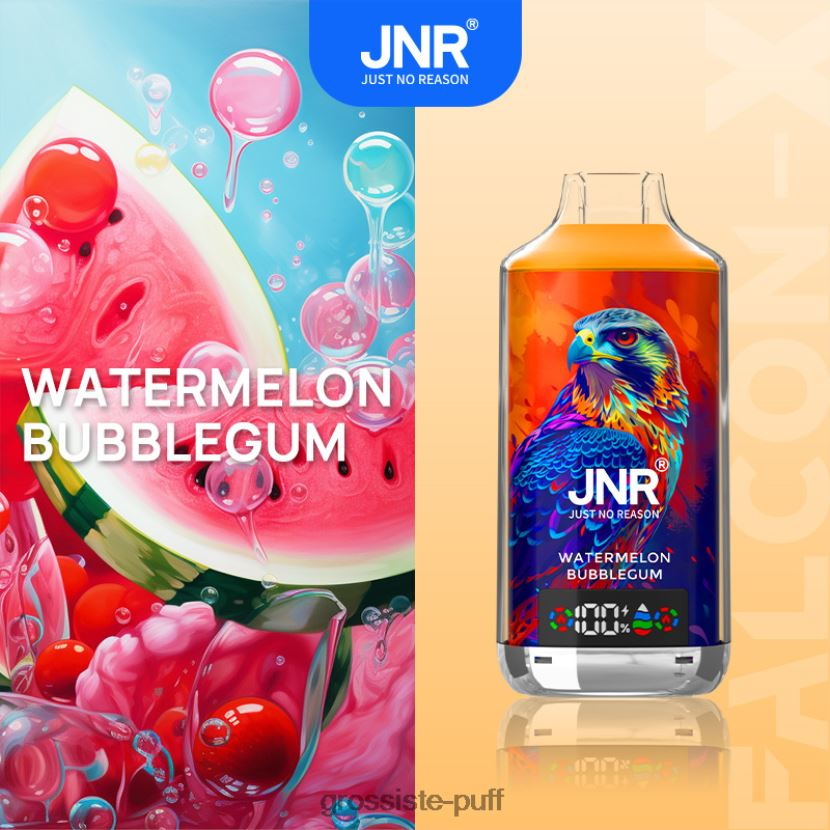 JNR®
JUST NO REASON
WATERMELON
BUBBLEGUM
FALCON-X
JNR®
JUST NO REASON
WATERMELON
BUBBLEGUM
100%
grossiste-puff